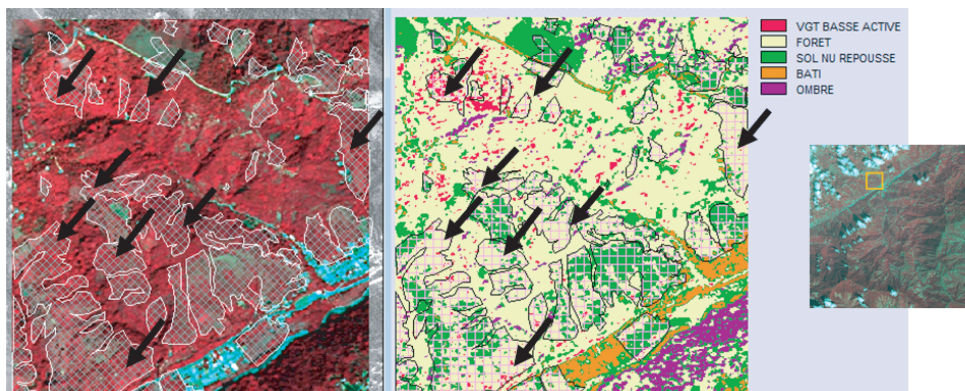 VGT BASSE ACTIVE
FORET
SOL NU REPOUSSE
BATI
OMBRE